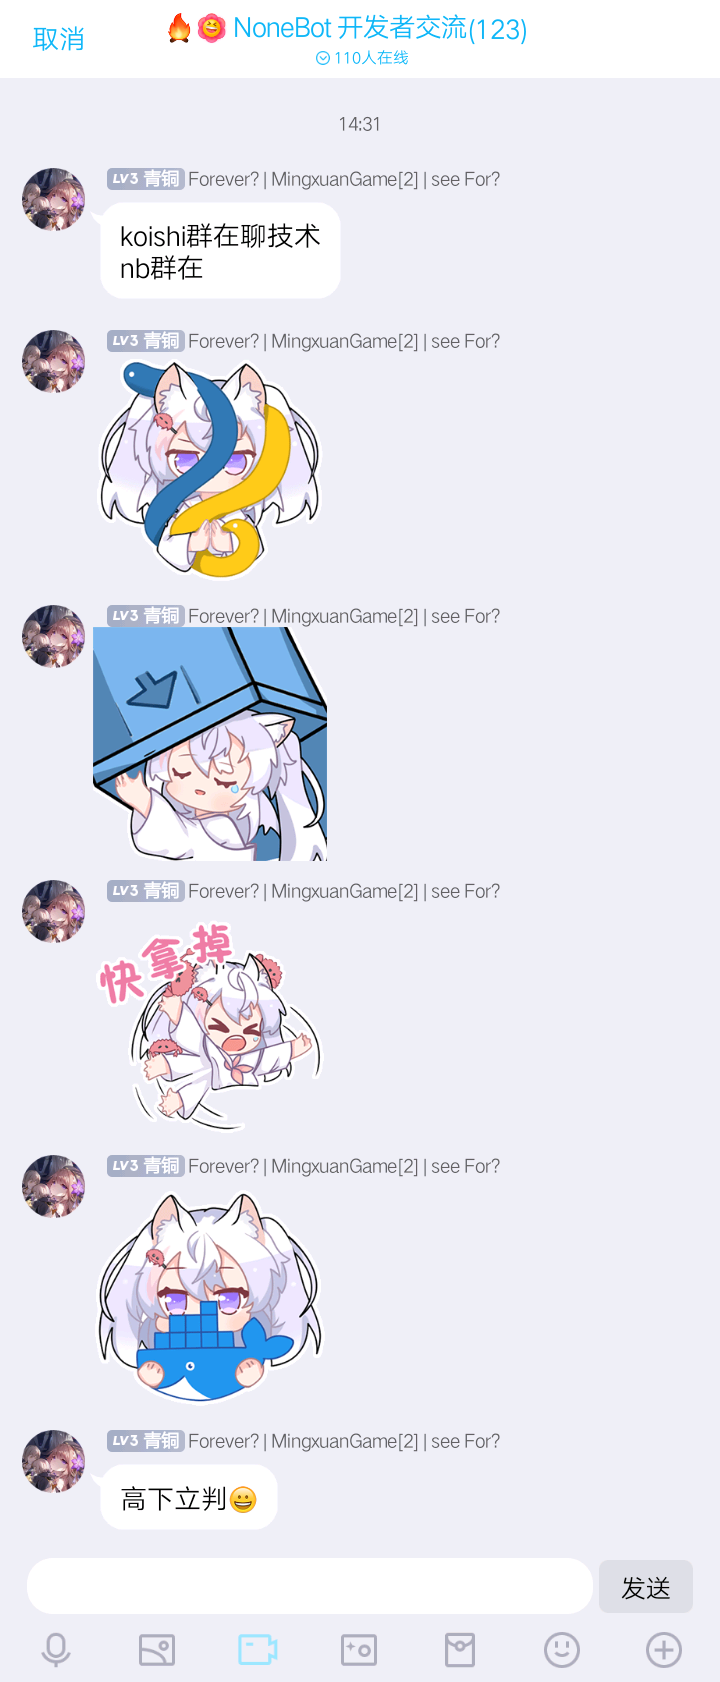 取消
🔥 NoneBot 开发者交流(123)
110人在线
14:31
LV3 青铜 Forever? | MingxuanGame[2] | see For?
koishi群在聊技术
nb群在
LV3 青铜 Forever? | MingxuanGame[2] | see For?
LV3 青铜 Forever? | MingxuanGame[2] | see For?
LV3 青铜 Forever? | MingxuanGame[2] | see For?
快拿掉
LV3 青铜 Forever? | MingxuanGame[2] | see For?
LV3 青铜 Forever? | MingxuanGame[2] | see For?
高下立判😀
发送